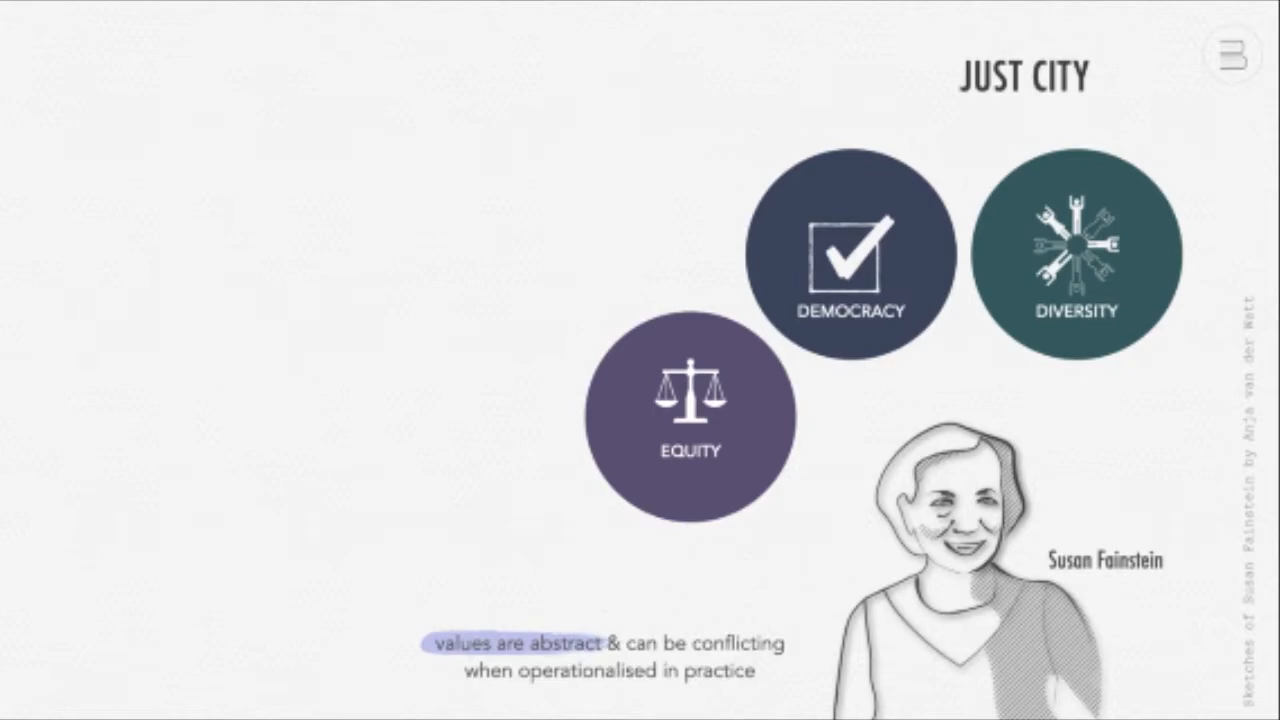 JUST CITY
DEMOCRACY
DIVERSITY
EQUITY
Susan Fainstein
values are abstract & can be conflicting
when operationalised in practice
Sketches of Susan Fainstein by Anja van der Watt